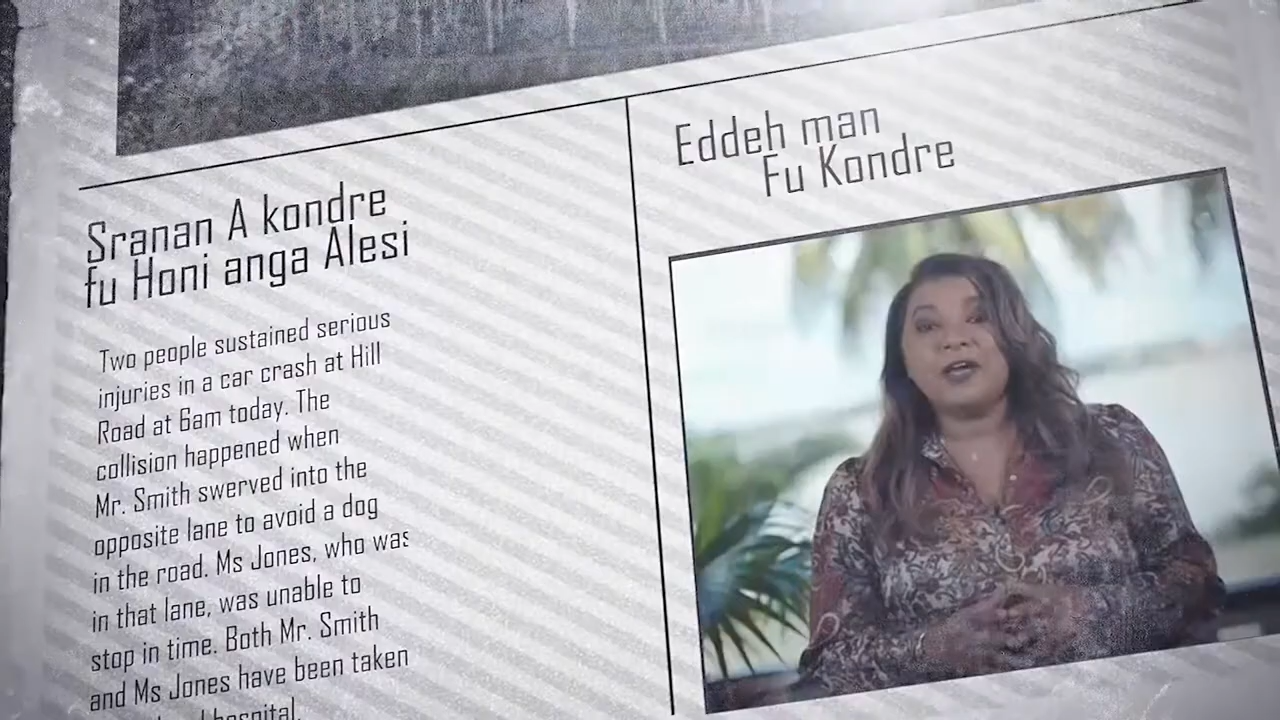 Sranan A kondre
fu Honi anga Alesi
Two people sustained serious
injuries in a car crash at Hill
Road at 6am today. The
collision happened when
Mr. Smith swerved into the
opposite lane to avoid a dog
in the road. Ms Jones, who was
in that lane, was unable to
stop in time. Both Mr. Smith
and Ms Jones have been taken
hospital.
Eddeh man
Fu Kondre